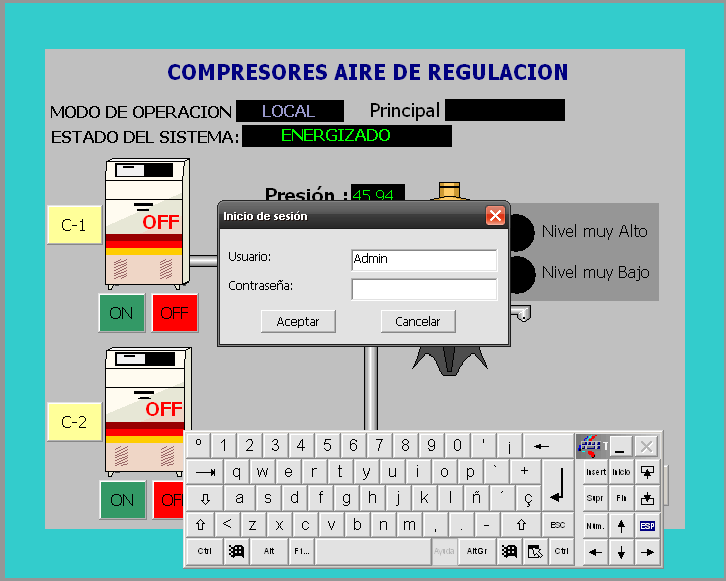 COMPRESORES AIRE DE REGULACION
MODO DE OPERACION LOCAL Principal
ESTADO DEL SISTEMA: ENERGIZADO
Presión : 45.94
C-1
OFF
ON OFF
Nivel muy Alto
Nivel muy Bajo
Inicio de sesión
Usuario: Admin
Contraseña:
Aceptar Cancelar
C-2
OFF
ON
º 1 2 3 4 5 6 7 8 9 0 ' ¡ ←
q w e r t y u i o p ` + Insert Inicio
a s d f g h j k l ñ ´ ç Supr Fin
< z x c v b n m , . - ESC Núm. ESP
Ctrl Alt Fi... Ayuda AltGr Ctrl ← ↓ →